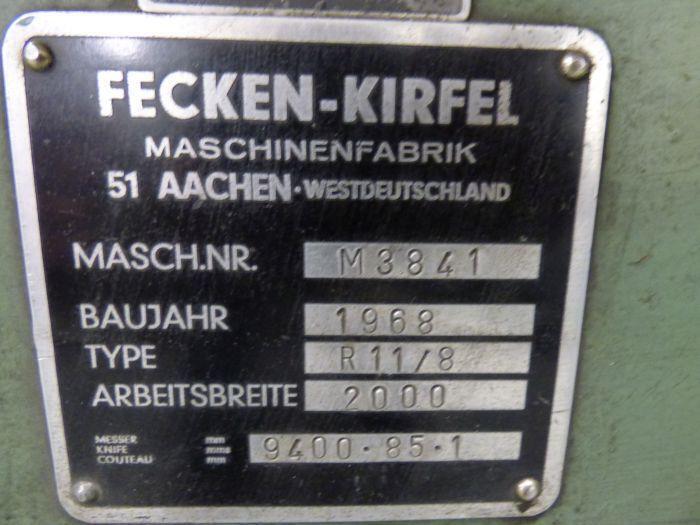 FECKEN-KIRFEL
MASCHINENFABRIK
51 AACHEN·WESTDEUTSCHLAND
MASCH.NR. M3841
BAUJAHR 1968
TYPE R11/8
ARBEITSBREITE 2000
MESSER mm
KNIFE mms 9400·85·1
COUTEAU mm